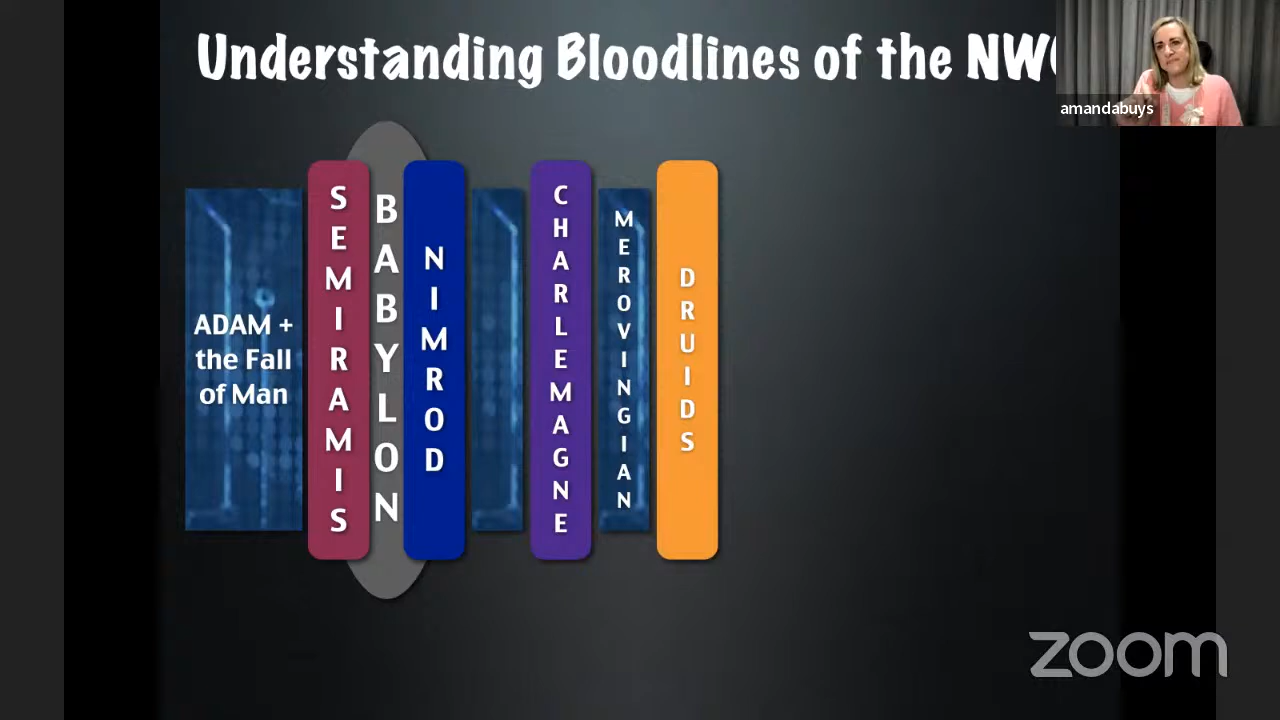 Understanding Bloodlines of the NW
amandabuys
ADAM +
the Fall
of Man
SEMIRAMIS
BABYLON
NIMROD
CHARLEMAGNE
MEROVINGIAN
DRUIDS
zoom